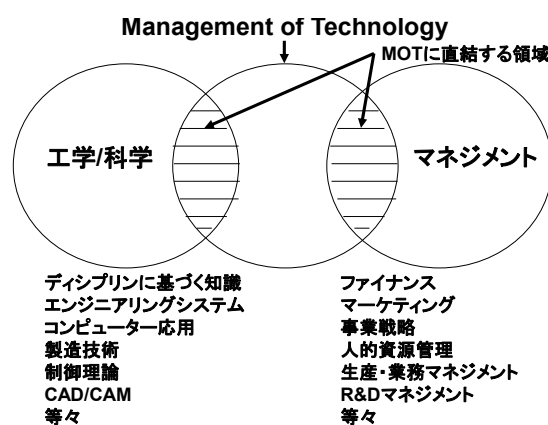 Management of Technology
MOTに直結する領域
工学/科学
マネジメント
ディシプリンに基づく知識
エンジニアリングシステム
コンピューター応用
製造技術
制御理論
CAD/CAM
等々
ファイナンス
マーケティング
事業戦略
人的資源管理
生産・業務マネジメント
R&Dマネジメント
等々